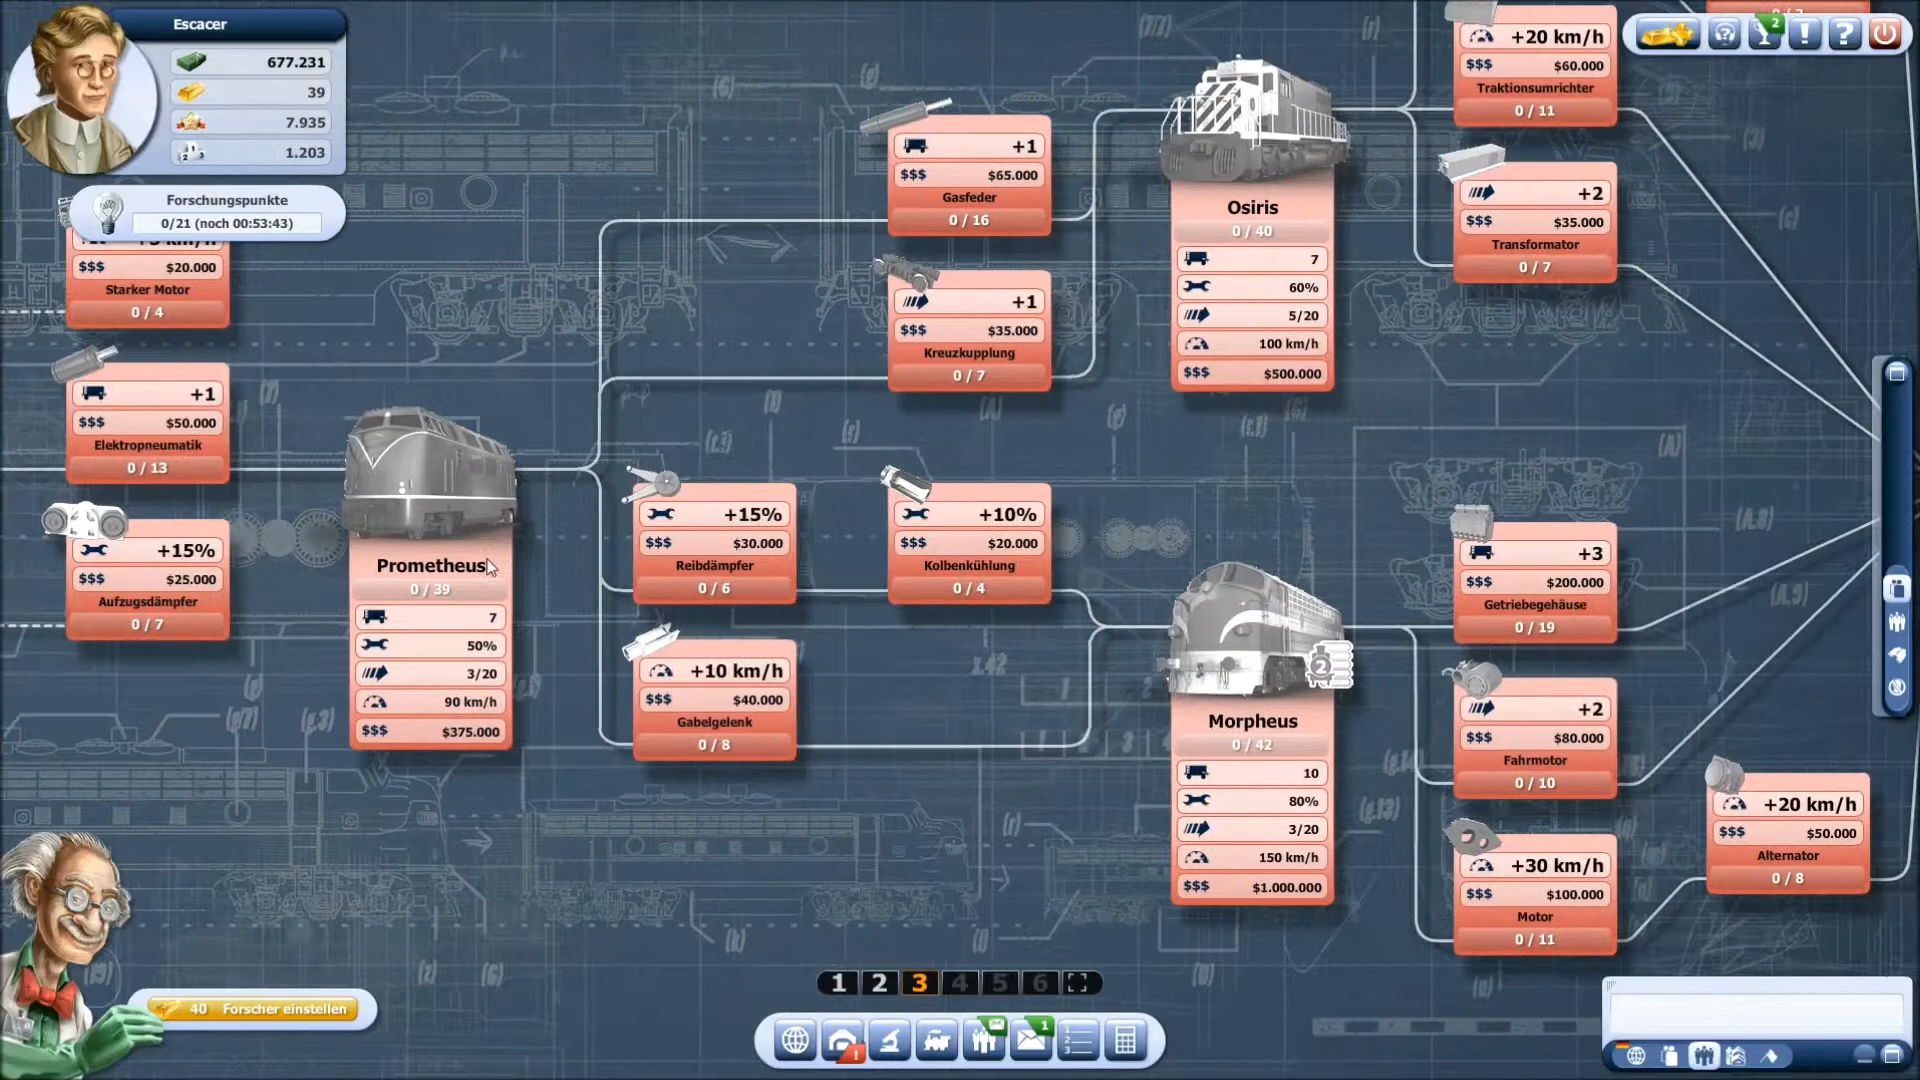 Escacer
677.231
39
7.935
1.203
Forschungspunkte
0/21 (noch 00:53:43)
$$$ $20.000
Starker Motor
0 / 4
+1
$$$ $50.000
Elektropneumatik
0 / 13
+15%
$$$ $25.000
Aufzugsdämpfer
0 / 7
Prometheus
0 / 39
7
50%
3/20
90 km/h
$$$ $375.000
+1
$$$ $65.000
Gasfeder
0 / 16
+1
$$$ $35.000
Kreuzkupplung
0 / 7
+15%
$$$ $30.000
Reibdämpfer
0 / 6
+10%
$$$ $20.000
Kolbenkühlung
0 / 4
+10 km/h
$$$ $40.000
Gabelgelenk
0 / 8
Osiris
0 / 40
7
60%
5/20
100 km/h
$$$ $500.000
Morpheus
0 / 42
10
80%
3/20
150 km/h
$$$ $1.000.000
2
+20 km/h
$$$ $60.000
Traktionsumrichter
0 / 11
+2
$$$ $35.000
Transformator
0 / 7
+3
$$$ $200.000
Getriebegehäuse
0 / 19
+2
$$$ $80.000
Fahrmotor
0 / 10
+30 km/h
$$$ $100.000
Motor
0 / 11
+20 km/h
$$$ $50.000
Alternator
0 / 8
2
! ?
40 Forscher einstellen
1 2 3 4 5 6
1